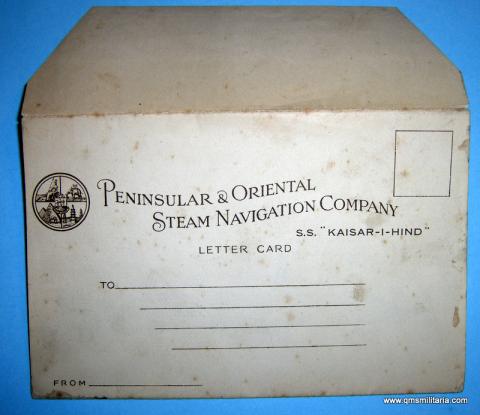 PENINSULAR & ORIENTAL
STEAM NAVIGATION COMPANY
S.S. "KAISAR-I-HIND"
LETTER CARD
TO
FROM
www.qmsmilitaria.com